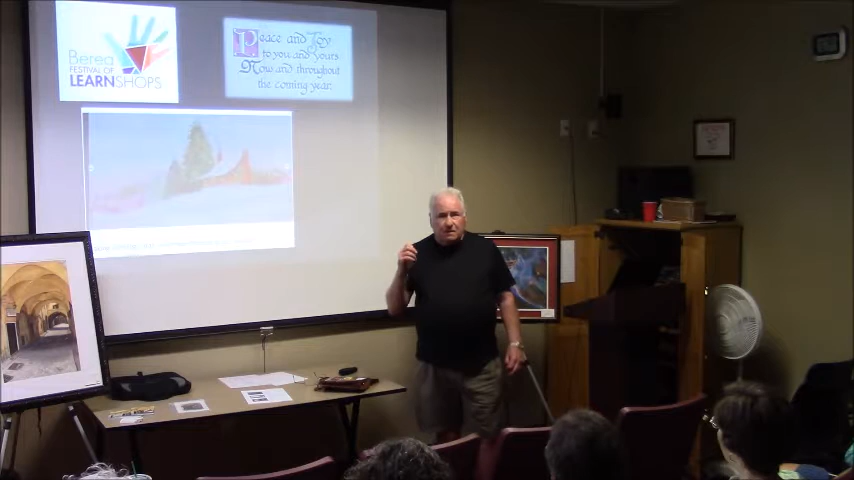 Berea
FESTIVAL OF
LEARNSHOPS
Peace and Joy
to you and yours
Now and throughout
the coming year.